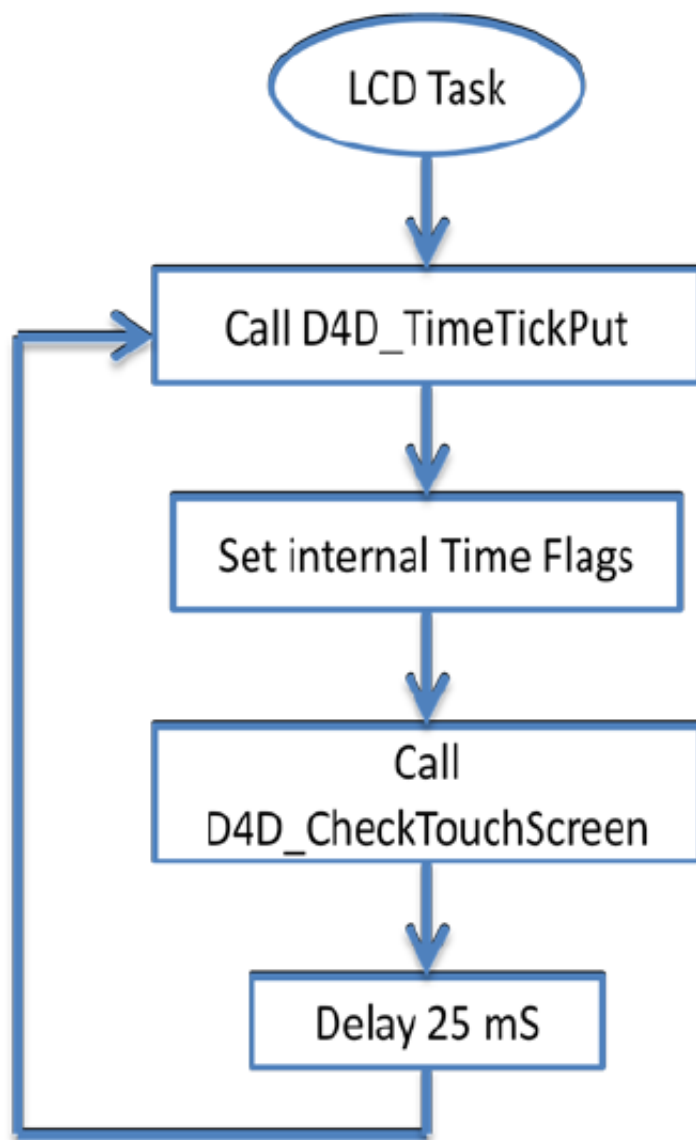 LCD Task
Call D4D_TimeTickPut
Set internal Time Flags
Call
D4D_CheckTouchScreen
Delay 25 mS